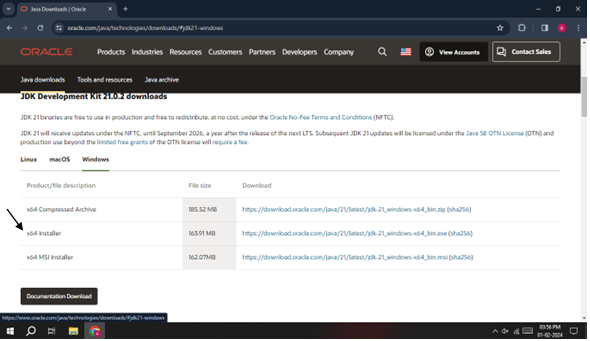 Java Downloads | Oracle
oracle.com/java/technologies/downloads/#jdk21-windows
A
ORACLE Products Industries Resources Customers Partners Developers Company View Accounts Contact Sales
Java downloads Tools and resources Java archive
JDK Development Kit 21.0.2 downloads
JDK 21 binaries are free to use in production and free to redistribute, at no cost, under the Oracle No-Fee Terms and Conditions (NFTC).
JDK 21 will receive updates under the NFTC, until September 2026, a year after the release of the next LTS. Subsequent JDK 21 updates will be licensed under the Java SE OTN License (OTN) and
production use beyond the limited free grants of the OTN license will require a fee.
Linux macOS Windows
Product/file description File size Download
x64 Compressed Archive 185.52 MB https://download.oracle.com/java/21/latest/jdk-21_windows-x64_bin.zip (sha256)
x64 Installer 163.91 MB https://download.oracle.com/java/21/latest/jdk-21_windows-x64_bin.exe (sha256)
x64 MSI Installer 162.07MB https://download.oracle.com/java/21/latest/jdk-21_windows-x64_bin.msi (sha256)
Documentation Download
https://www.oracle.com/java/technologies/downloads/#jdk21-windows
03:56 PM
01-02-2024